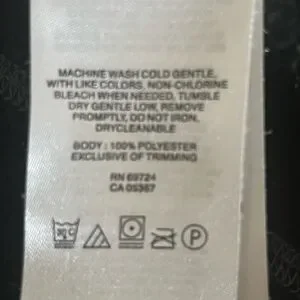 MACHINE WASH COLD GENTLE,
WITH LIKE COLORS, NON-CHLORINE
BLEACH WHEN NEEDED, TUMBLE
DRY GENTLE LOW, REMOVE
PROMPTLY, DO NOT IRON,
DRYCLEANABLE
BODY : 100% POLYESTER
EXCLUSIVE OF TRIMMING
RN 69724
CA 05367
30°C
P